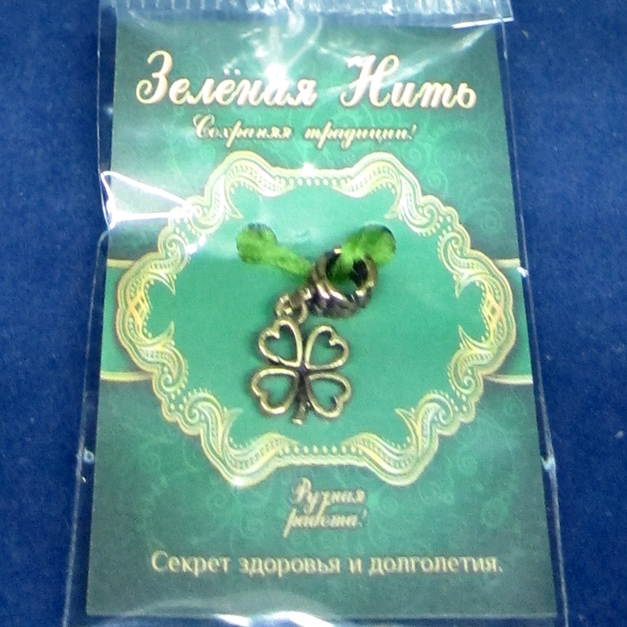 Зелёная Нить
Сохраняя традиции!
Ручная
работа!
Секрет здоровья и долголетия.